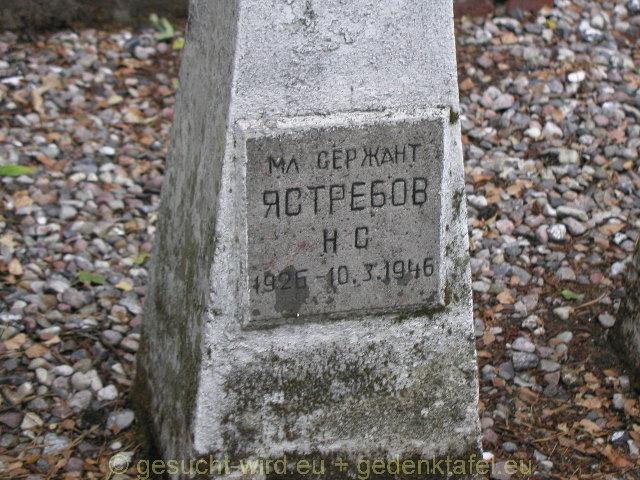 МЛ СЕРЖАНТ
ЯСТРЕБОВ
Н С
1926 - 10.3.1946
© gesucht-wird.eu + gedenktafel.eu